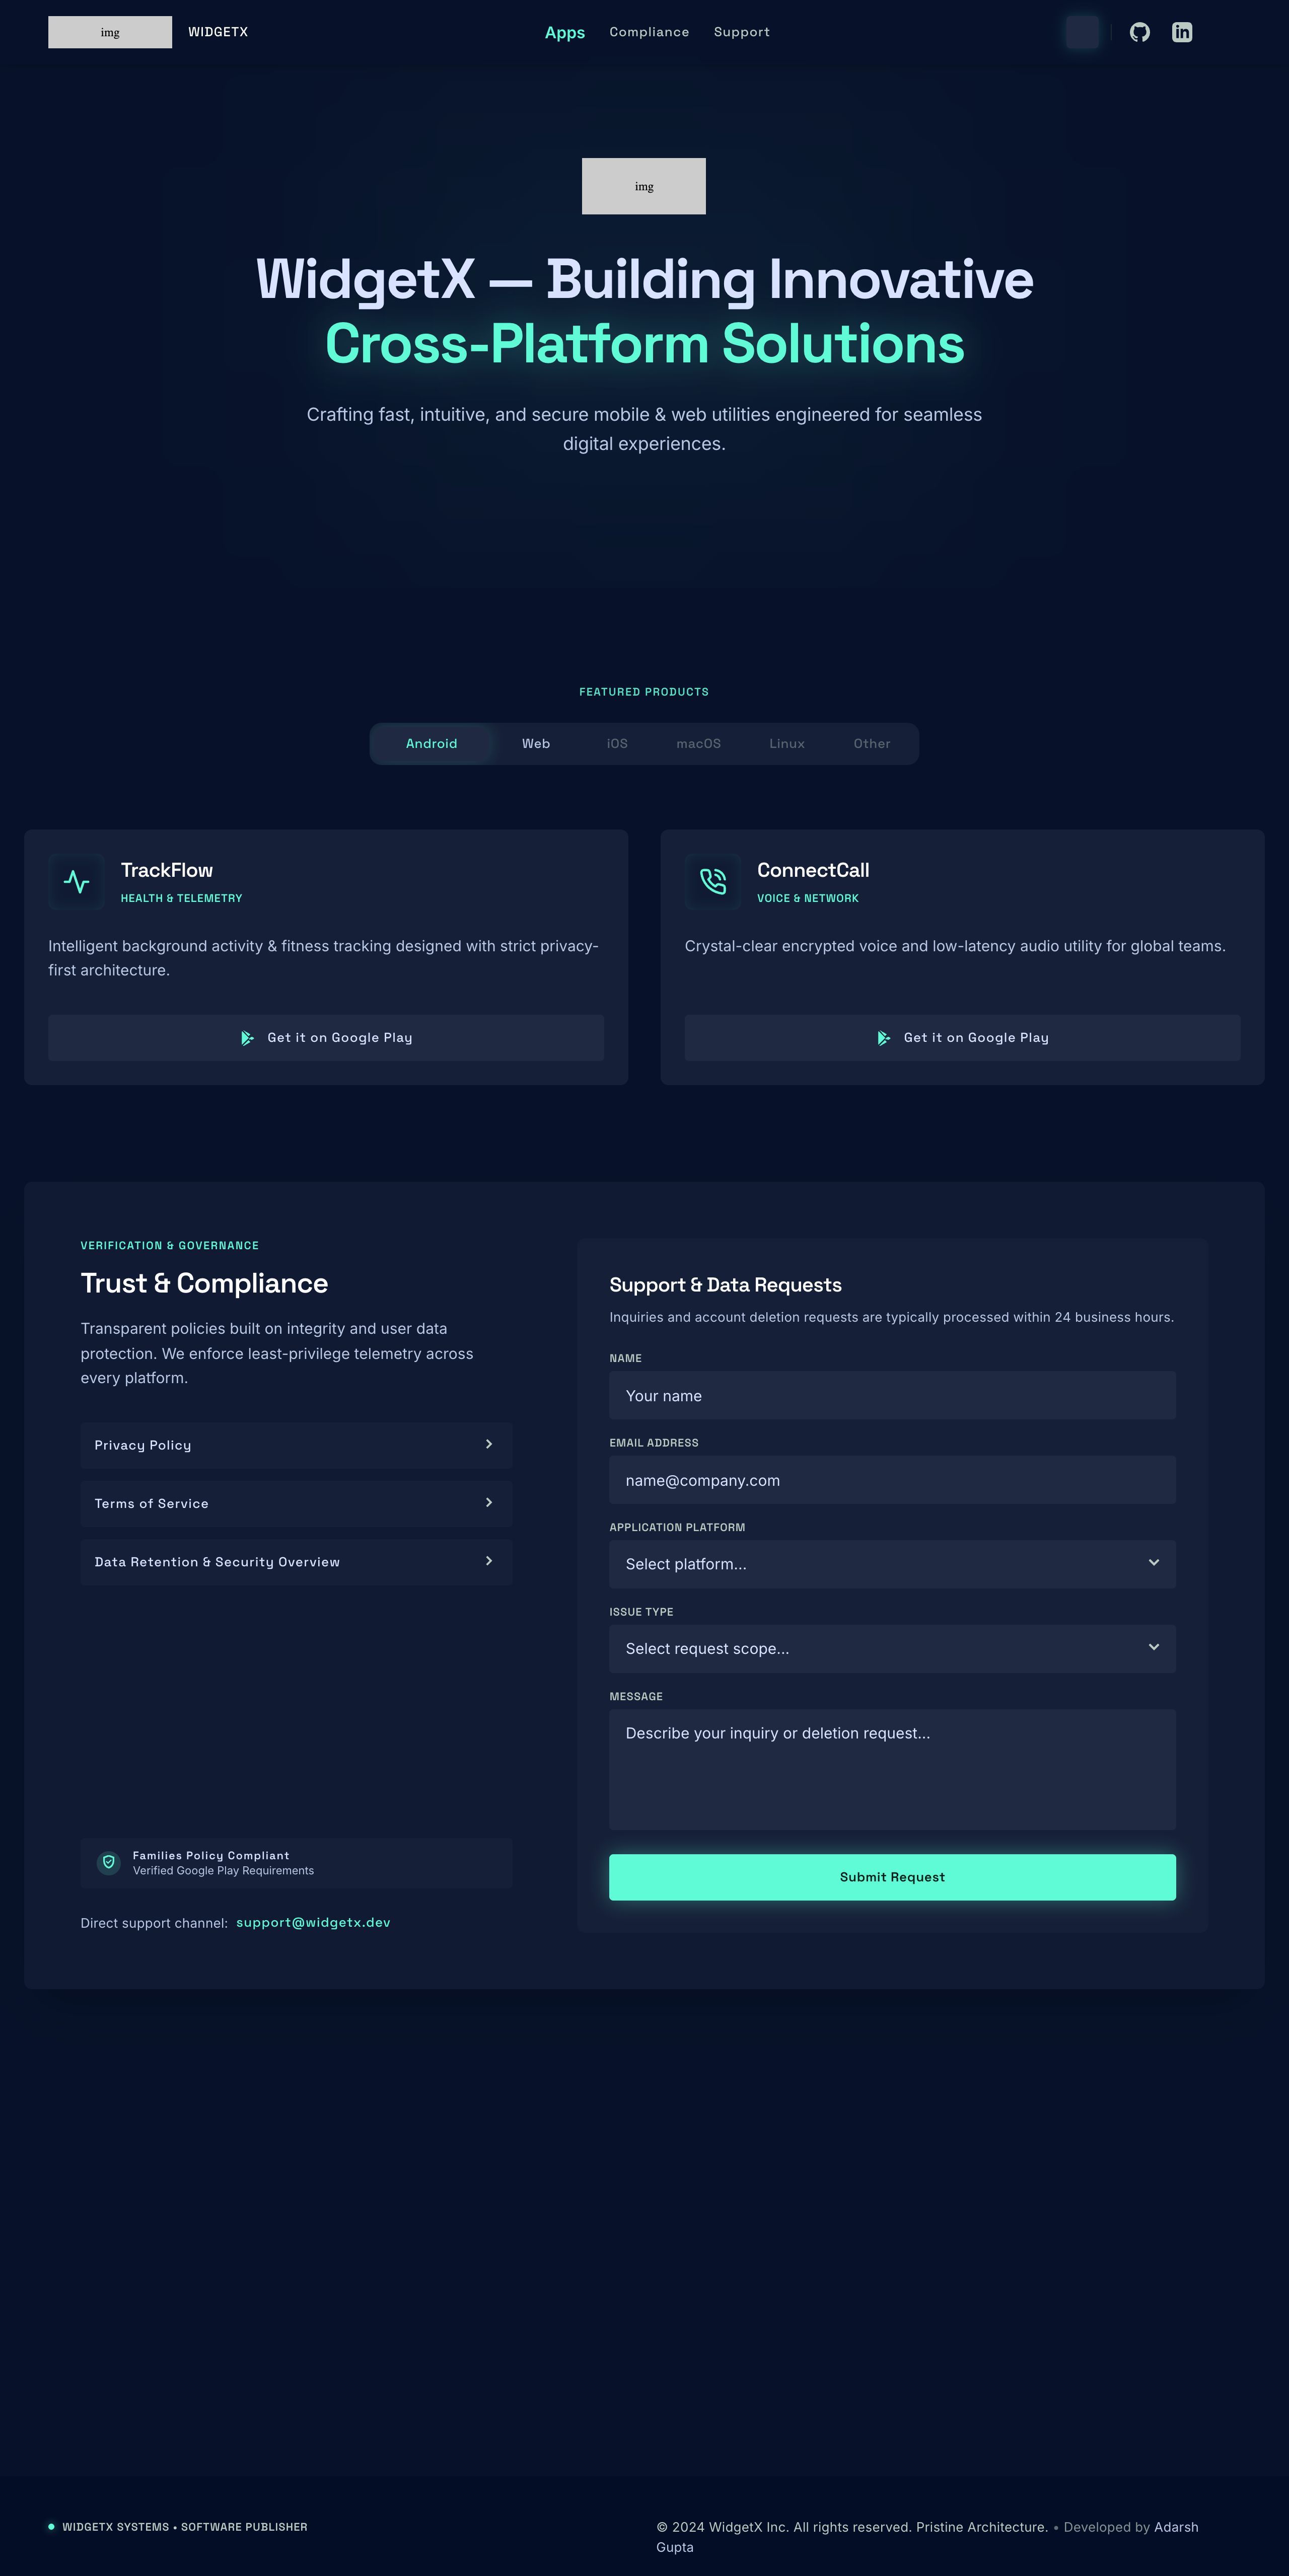 img
WIDGETX
Apps
Compliance
Support
img
WidgetX — Building Innovative
Cross-Platform Solutions
Crafting fast, intuitive, and secure mobile & web utilities engineered for seamless
digital experiences.
FEATURED PRODUCTS
Android
Web
iOS
macOS
Linux
Other
TrackFlow
HEALTH & TELEMETRY
Intelligent background activity & fitness tracking designed with strict privacy-
first architecture.
Get it on Google Play
ConnectCall
VOICE & NETWORK
Crystal-clear encrypted voice and low-latency audio utility for global teams.
Get it on Google Play
VERIFICATION & GOVERNANCE
Trust & Compliance
Transparent policies built on integrity and user data
protection. We enforce least-privilege telemetry across
every platform.
Privacy Policy
Terms of Service
Data Retention & Security Overview
Families Policy Compliant
Verified Google Play Requirements
Direct support channel: support@widgetx.dev
Support & Data Requests
Inquiries and account deletion requests are typically processed within 24 business hours.
NAME
Your name
EMAIL ADDRESS
name@company.com
APPLICATION PLATFORM
Select platform...
ISSUE TYPE
Select request scope...
MESSAGE
Describe your inquiry or deletion request...
Submit Request
WIDGETX SYSTEMS • SOFTWARE PUBLISHER
© 2024 WidgetX Inc. All rights reserved. Pristine Architecture. • Developed by Adarsh
Gupta